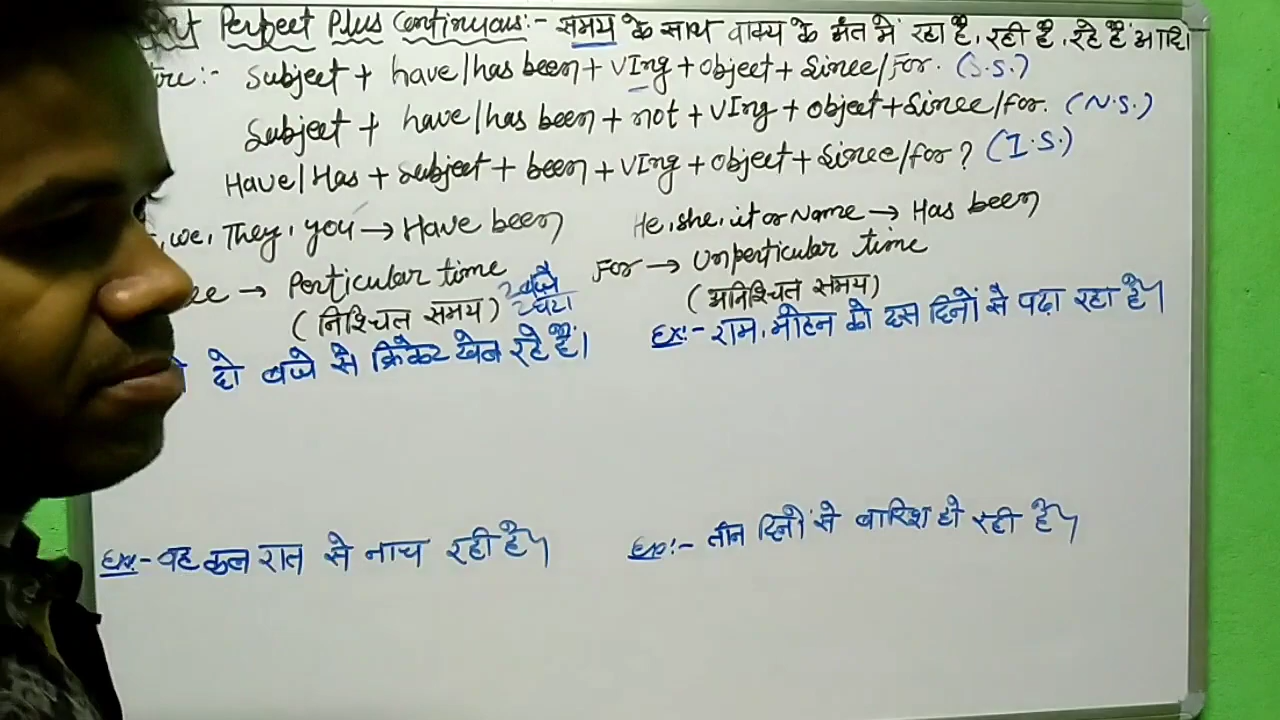 Perfect Plus Continuous:- समय के साथ वाक्य के अंत में रहा है, रही है, रहे हैं आदि।
Subject + have/has been + VIng + Object + Since/For. (S.S.)
Subject + have/has been + not + VIng + Object + Since/for. (N.S.)
Have/Has + Subject + been + VIng + Object + Since/for? (I.S.)
we, They, you → Have been
He, she, it or Name → Has been
→ Perticular time
(निश्चित समय)
2 बजे
2 घंटा
For → Unperticular time
(अनिश्चित समय)
दो बजे से क्रिकेट खेल रहे हैं।
Ex:- राम, मोहन को दस दिनों से पढ़ा रहा है।
Ex:- वह कल रात से नाच रही है।
Ex:- तीन दिनों से बारिश हो रही है।